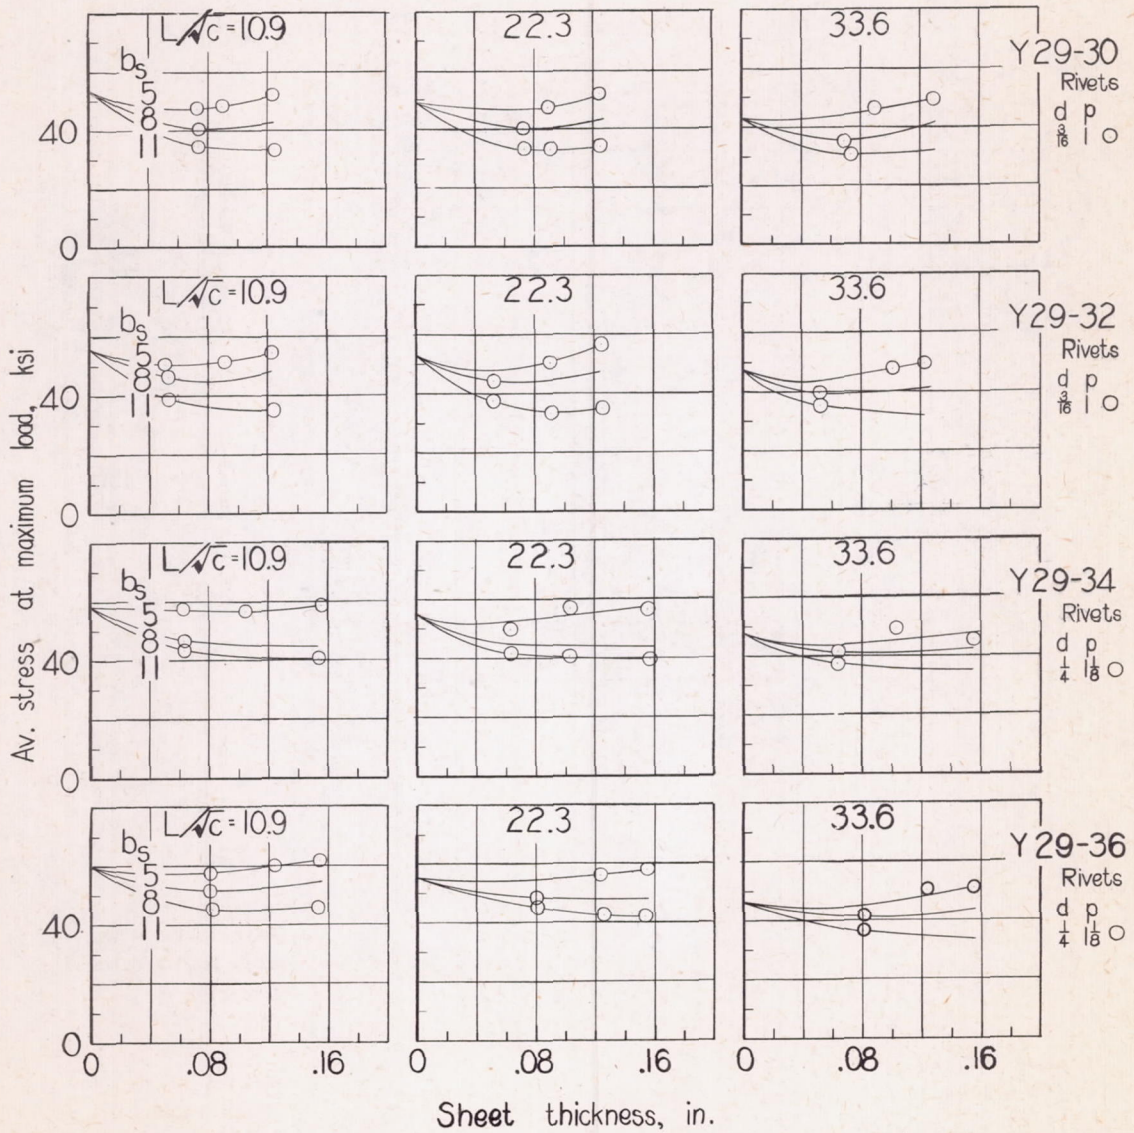 L/√c = 10.9 22.3 33.6 Y29-30
Rivets
b_s
5
8
11
d p
3/16 1 ○
40
0
L/√c = 10.9 22.3 33.6 Y29-32
Rivets
b_s
5
8
11
d p
3/16 1 ○
40
0
L/√c = 10.9 22.3 33.6 Y29-34
Rivets
b_s
5
8
11
d p
1/4 1 1/8 ○
40
0
L/√c = 10.9 22.3 33.6 Y29-36
Rivets
b_s
5
8
11
d p
1/4 1 1/8 ○
40
0
0 .08 .16 0 .08 .16 0 .08 .16
Av. stress at maximum load, ksi
Sheet thickness, in.